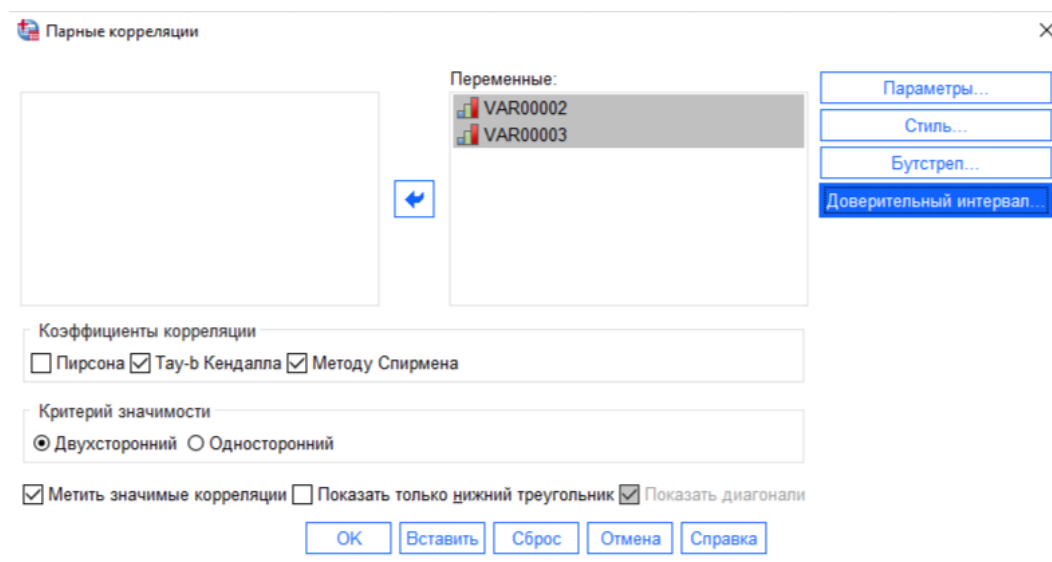 Парные корреляции
Переменные:
VAR00002
VAR00003
Параметры...
Стиль...
Бутстреп...
Доверительный интервал...
Коэффициенты корреляции
Пирсона Тау-b Кендалла Методу Спирмена
Критерий значимости
Двухсторонний Односторонний
Метить значимые корреляции Показать только нижний треугольник Показать диагонали
OK Вставить Сброс Отмена Справка